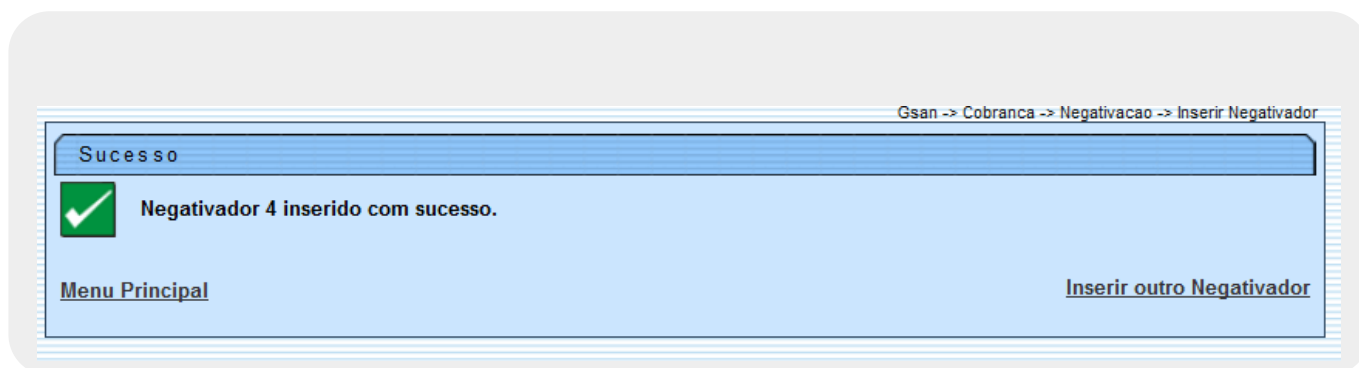 Gsan -> Cobranca -> Negativacao -> Inserir Negativador
Sucesso
Negativador 4 inserido com sucesso.
Menu Principal
Inserir outro Negativador